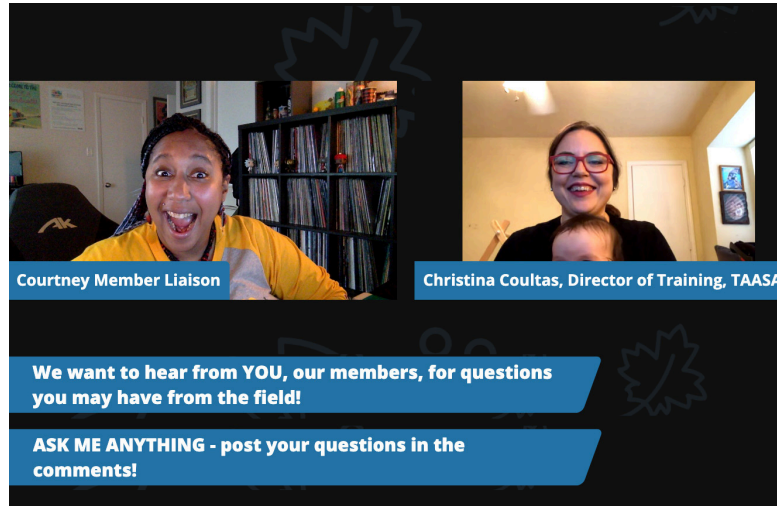 Courtney Member Liaison
Christina Coultas, Director of Training, TAASA
We want to hear from YOU, our members, for questions
you may have from the field!
ASK ME ANYTHING - post your questions in the
comments!